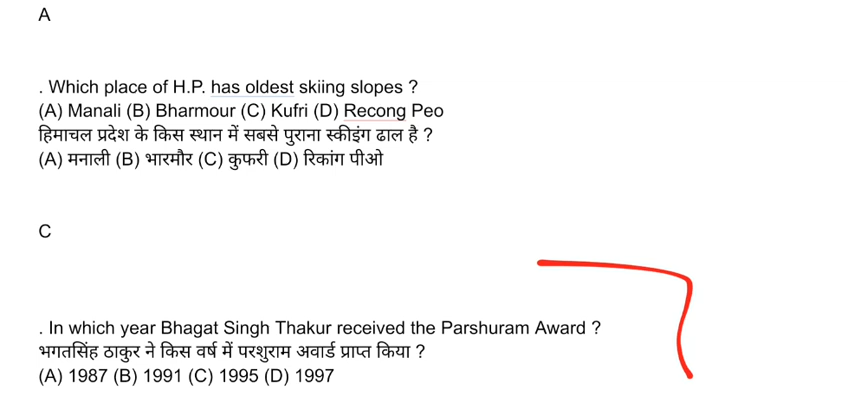 A
. Which place of H.P. has oldest skiing slopes ?
(A) Manali (B) Bharmour (C) Kufri (D) Recong Peo
हिमाचल प्रदेश के किस स्थान में सबसे पुराना स्कीइंग ढाल है ?
(A) मनाली (B) भारमौर (C) कुफरी (D) रिकांग पीओ
C
. In which year Bhagat Singh Thakur received the Parshuram Award ?
भगतसिंह ठाकुर ने किस वर्ष में परशुराम अवार्ड प्राप्त किया ?
(A) 1987 (B) 1991 (C) 1995 (D) 1997